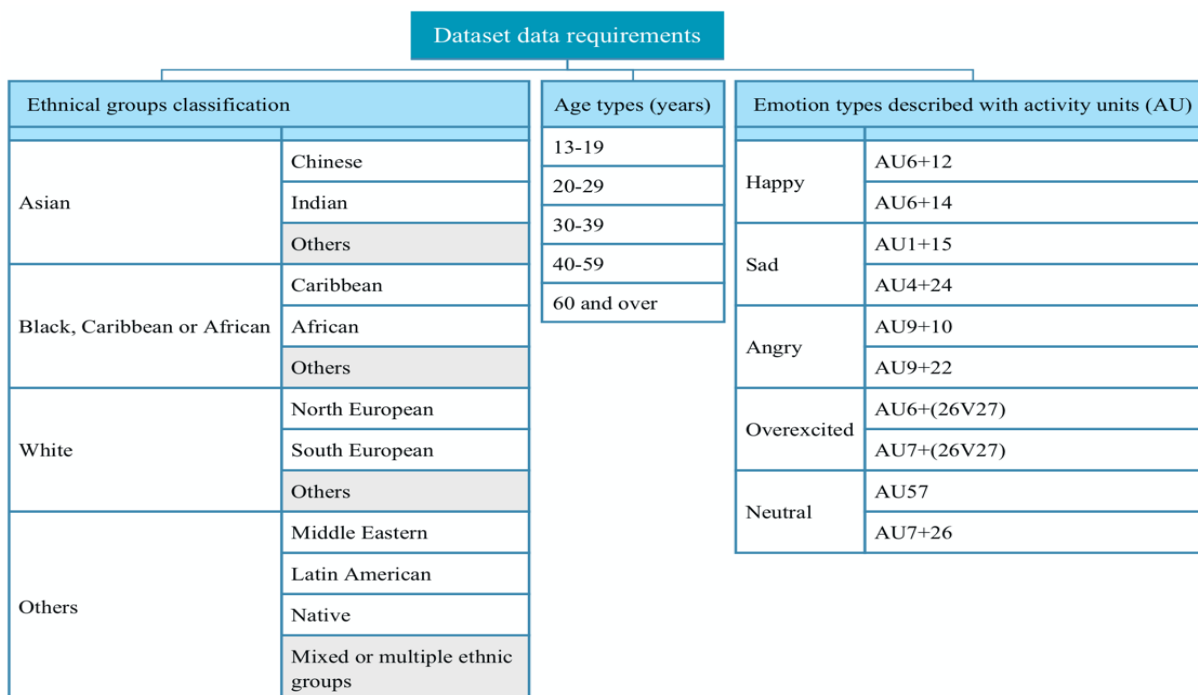 Dataset data requirements
Ethnical groups classification
Asian
Chinese
Indian
Others
Black, Caribbean or African
Caribbean
African
Others
White
North European
South European
Others
Others
Middle Eastern
Latin American
Native
Mixed or multiple ethnic
groups
Age types (years)
13-19
20-29
30-39
40-59
60 and over
Emotion types described with activity units (AU)
Happy
AU6+12
AU6+14
Sad
AU1+15
AU4+24
Angry
AU9+10
AU9+22
Overexcited
AU6+(26V27)
AU7+(26V27)
Neutral
AU57
AU7+26